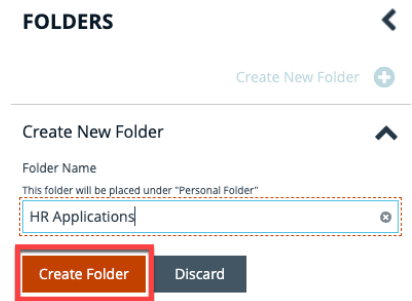 FOLDERS
Create New Folder
Create New Folder
Folder Name
This folder will be placed under "Personal Folder"
HR Applications
Create Folder Discard